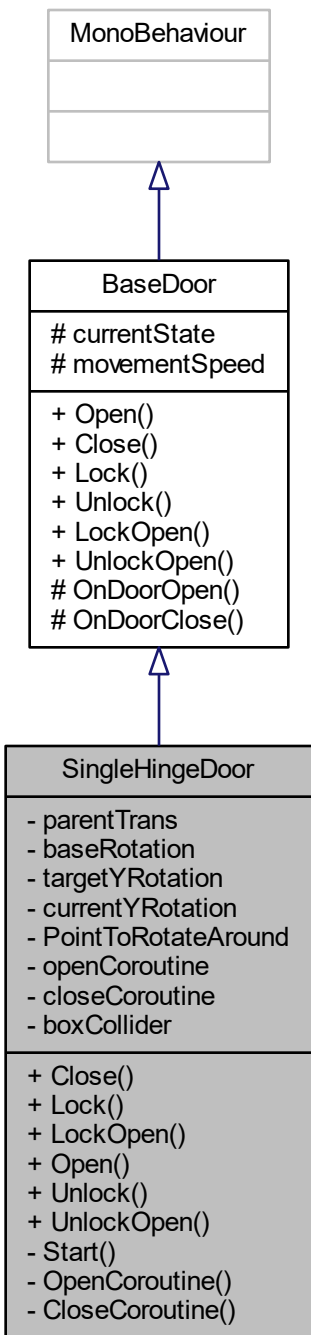 MonoBehaviour
BaseDoor
# currentState
# movementSpeed
+ Open()
+ Close()
+ Lock()
+ Unlock()
+ LockOpen()
+ UnlockOpen()
# OnDoorOpen()
# OnDoorClose()
SingleHingeDoor
- parentTrans
- baseRotation
- targetYRotation
- currentYRotation
- PointToRotateAround
- openCoroutine
- closeCoroutine
- boxCollider
+ Close()
+ Lock()
+ LockOpen()
+ Open()
+ Unlock()
+ UnlockOpen()
- Start()
- OpenCoroutine()
- CloseCoroutine()